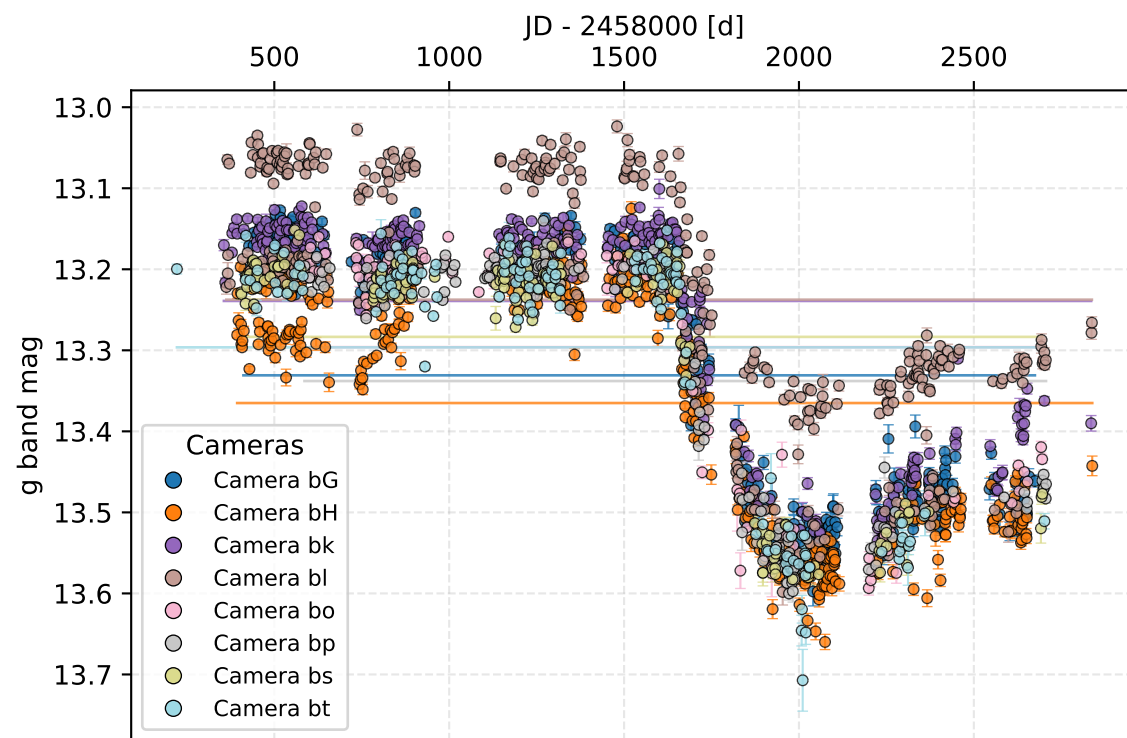 JD - 2458000 [d]
500 1000 1500 2000 2500
13.0
13.1
13.2
13.3
13.4
13.5
13.6
13.7
g band mag
Cameras
Camera bG
Camera bH
Camera bk
Camera bl
Camera bo
Camera bp
Camera bs
Camera bt